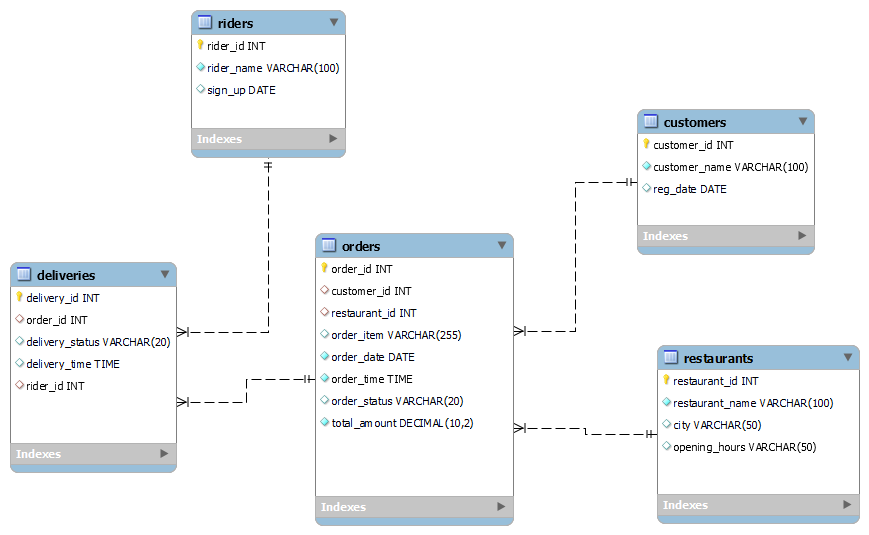 riders
rider_id INT
rider_name VARCHAR(100)
sign_up DATE
Indexes
customers
customer_id INT
customer_name VARCHAR(100)
reg_date DATE
Indexes
orders
order_id INT
customer_id INT
restaurant_id INT
order_item VARCHAR(255)
order_date DATE
order_time TIME
order_status VARCHAR(20)
total_amount DECIMAL(10,2)
Indexes
deliveries
delivery_id INT
order_id INT
delivery_status VARCHAR(20)
delivery_time TIME
rider_id INT
Indexes
restaurants
restaurant_id INT
restaurant_name VARCHAR(100)
city VARCHAR(50)
opening_hours VARCHAR(50)
Indexes